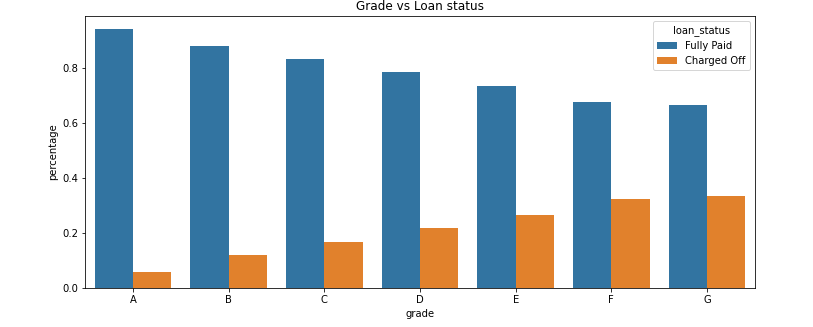 Grade vs Loan status
loan_status
Fully Paid
Charged Off
percentage
0.8
0.6
0.4
0.2
0.0
A B C D E F G
grade